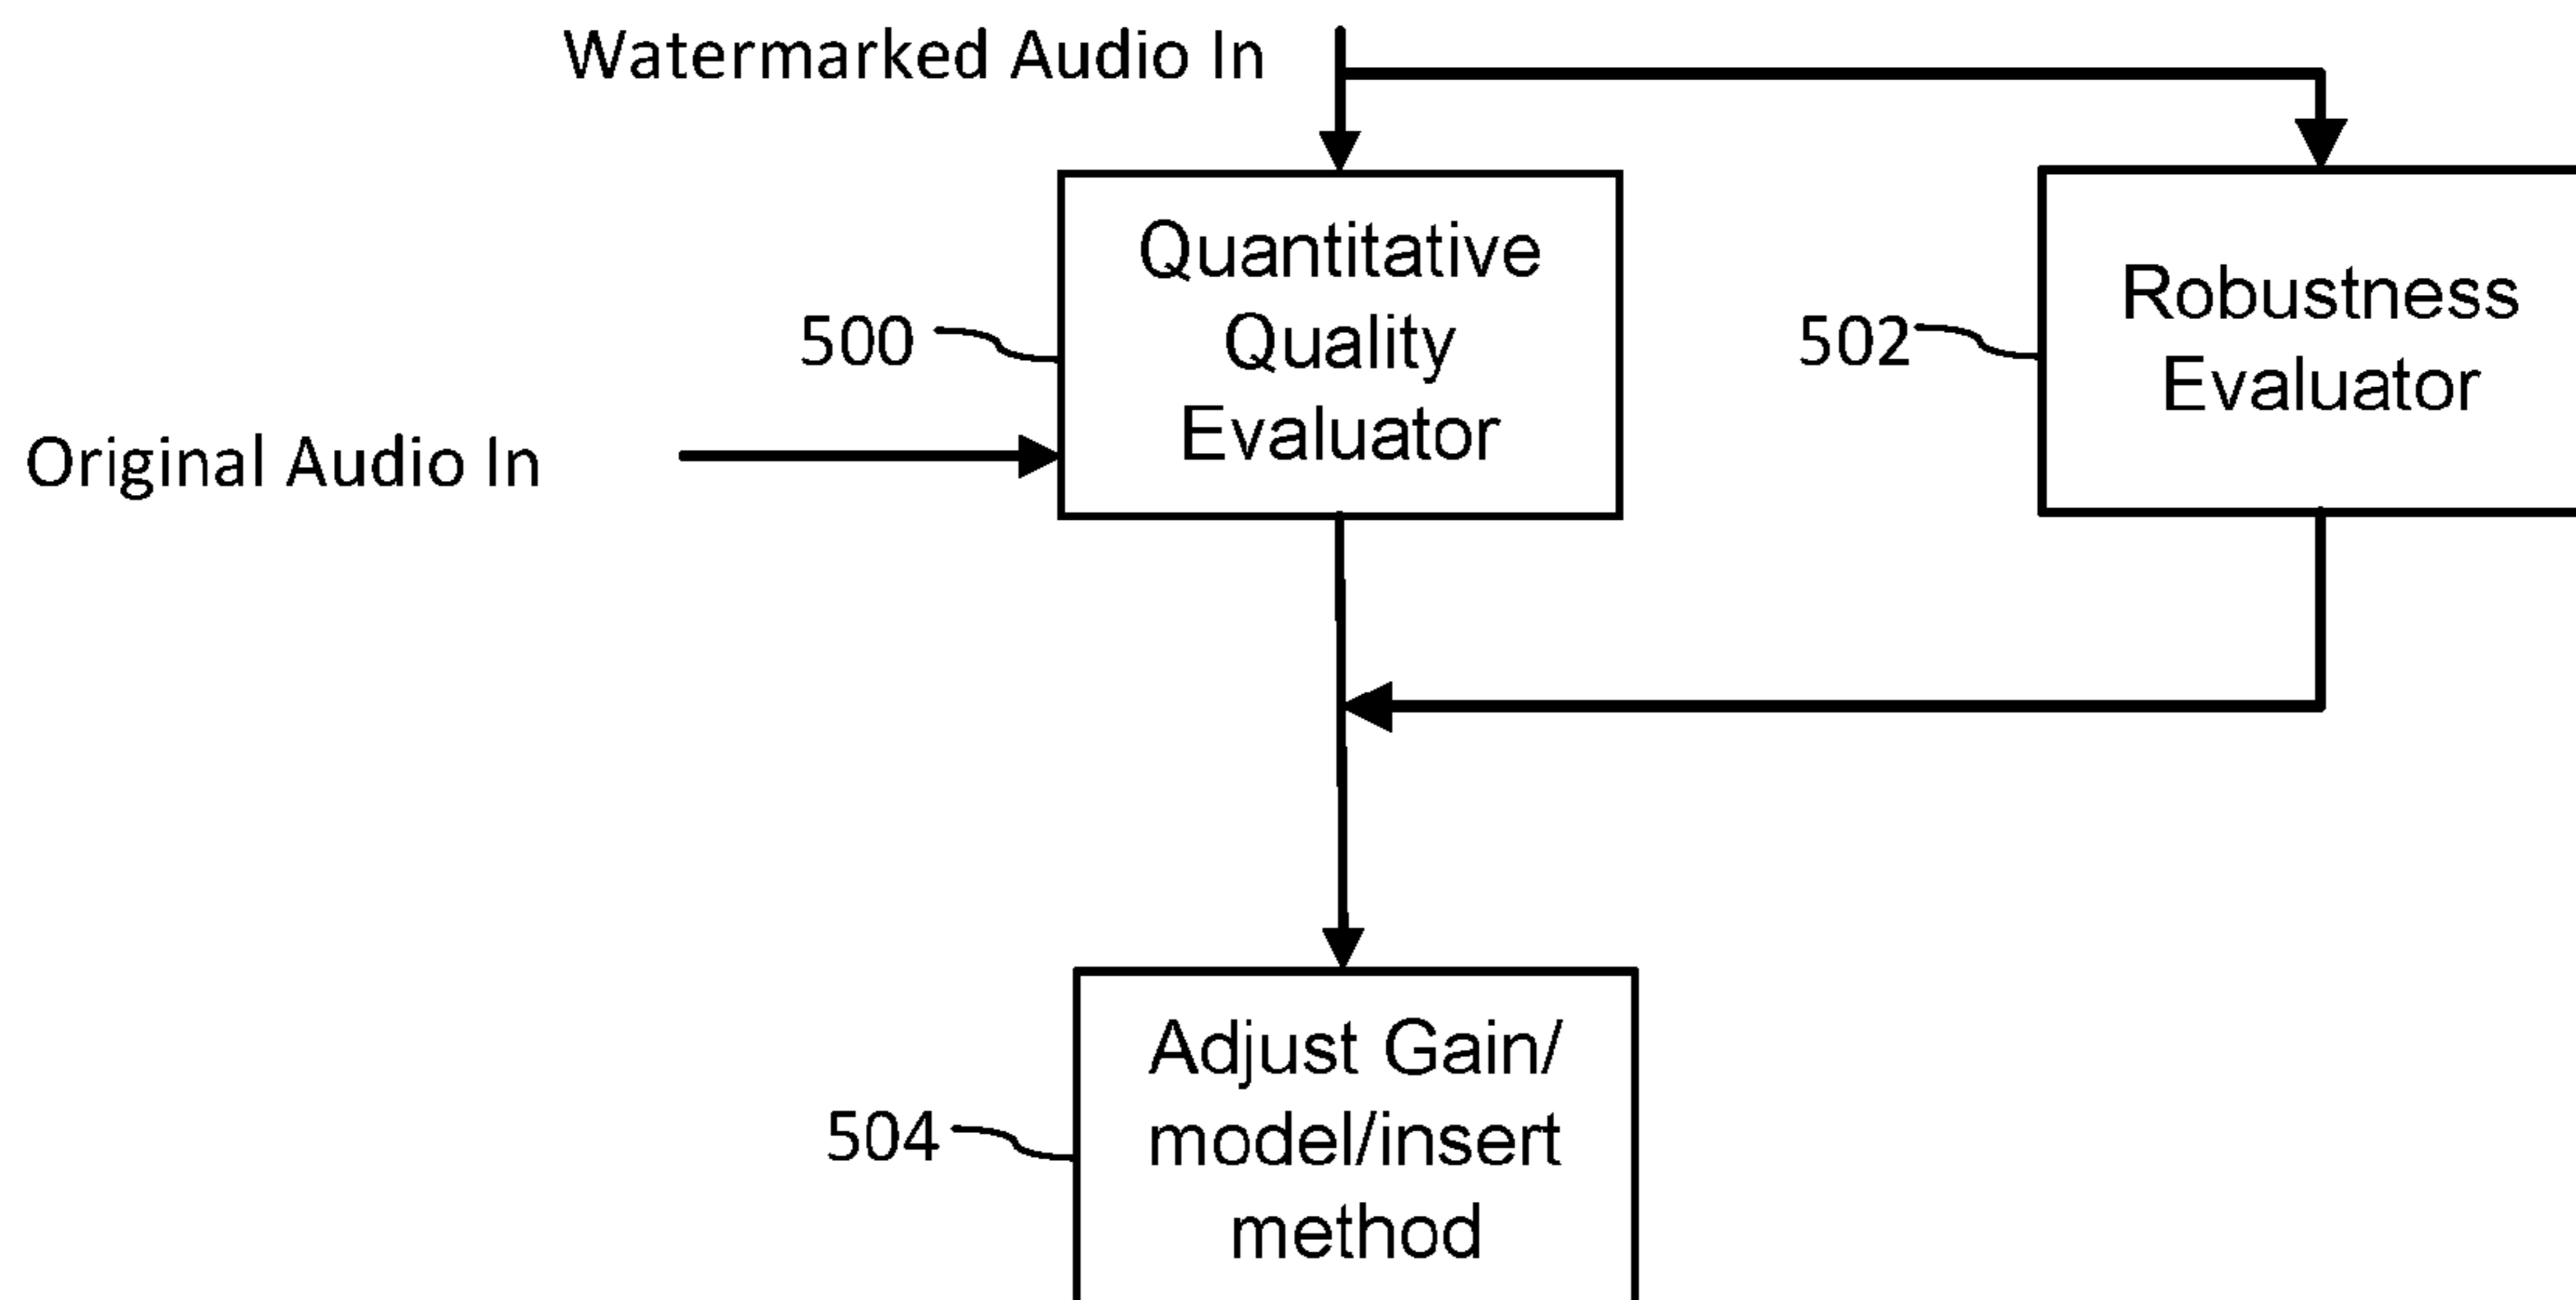 Watermarked Audio In
Quantitative
Quality
Evaluator
500
Robustness
Evaluator
502
Original Audio In
Adjust Gain/
model/insert
method
504